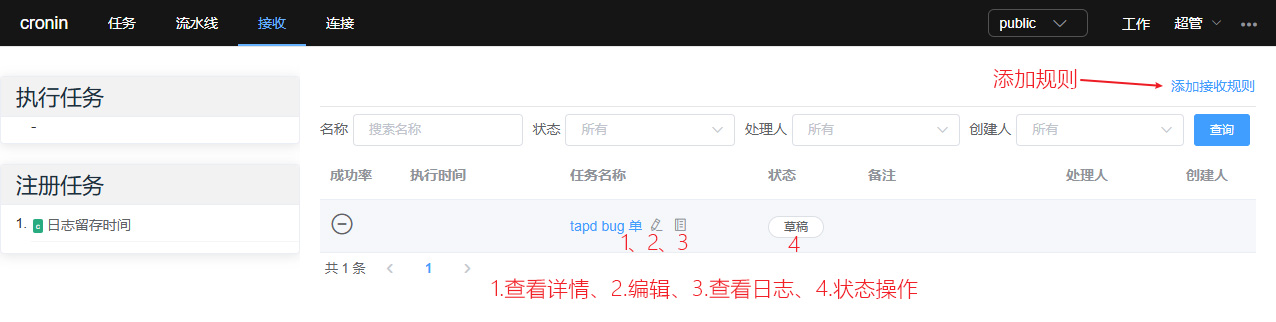 cronin 任务 流水线 接收 连接 public 工作 超管
添加规则 添加接收规则
执行任务
-
注册任务
1. c 日志留存时间
名称 搜索名称 状态 所有 处理人 所有 创建人 所有 查询
成功率 执行时间 任务名称 状态 备注 处理人 创建人
tapd bug 单 草稿
1、2、3 4
共 1 条 1
1.查看详情、2.编辑、3.查看日志、4.状态操作